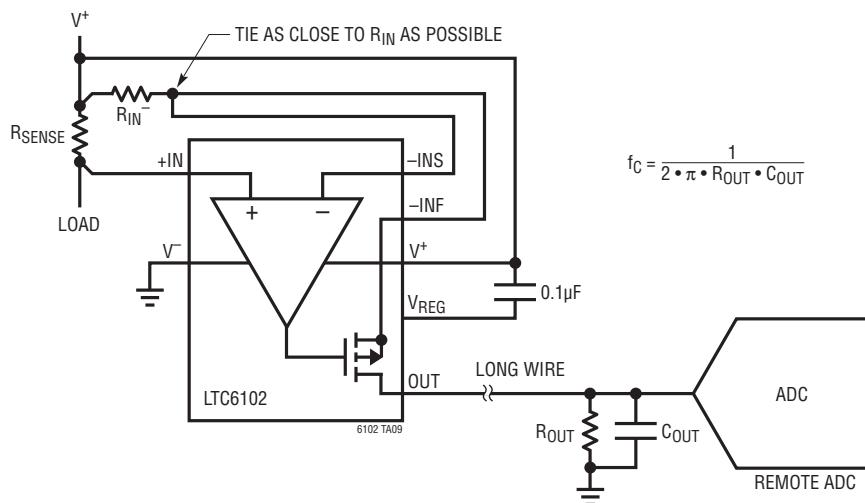 V+
TIE AS CLOSE TO RIN AS POSSIBLE
RIN–
RSENSE
+IN
–INS
fC = 1 / 2 • π • ROUT • COUT
–INF
+ –
LOAD
V–
V+
0.1µF
VREG
LTC6102
OUT
LONG WIRE
ADC
6102 TA09
ROUT
COUT
REMOTE ADC